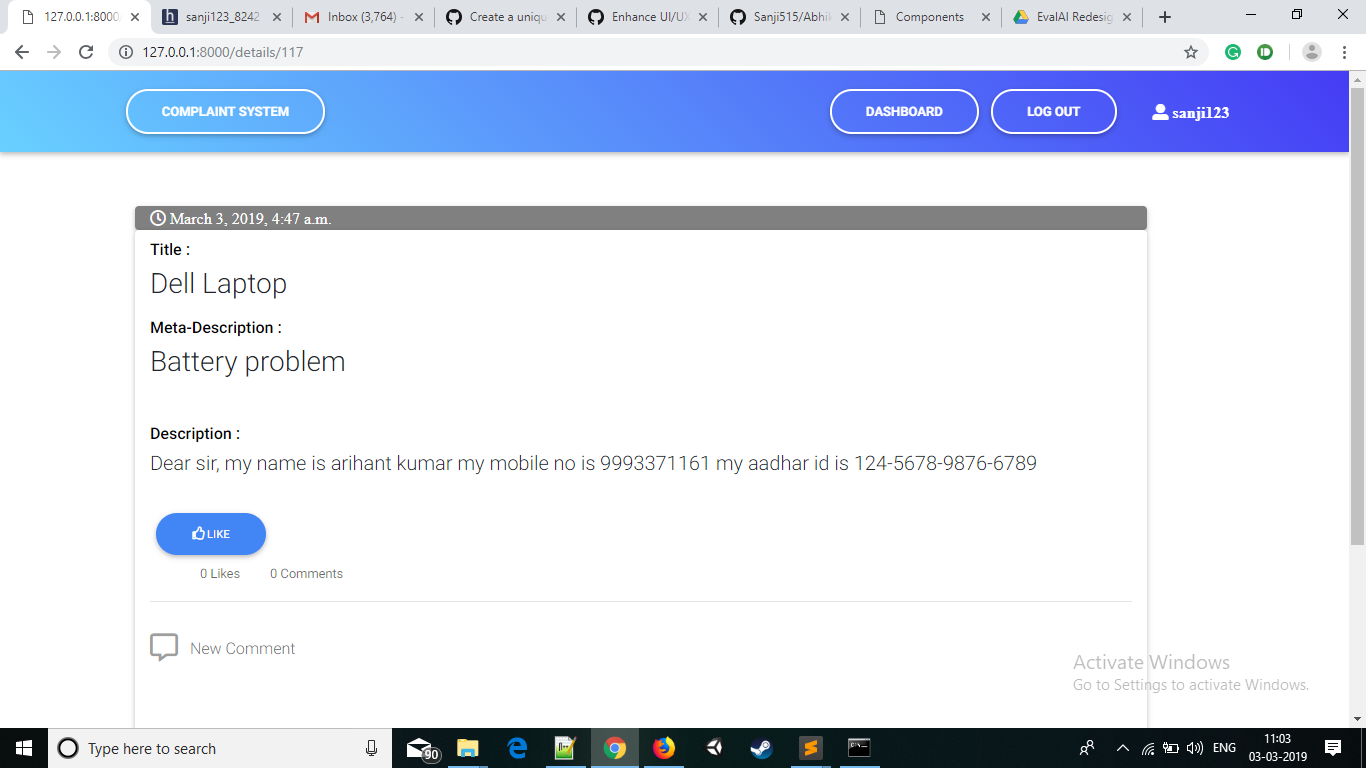 127.0.0.1:8000/
sanji123_8242
Inbox (3,764) -
Create a uniqu
Enhance UI/UX
Sanji515/Abhi
Components
EvalAI Redesig
127.0.0.1:8000/details/117
COMPLAINT SYSTEM
DASHBOARD
LOG OUT
sanji123
March 3, 2019, 4:47 a.m.
Title :
Dell Laptop
Meta-Description :
Battery problem
Description :
Dear sir, my name is arihant kumar my mobile no is 9993371161 my aadhar id is 124-5678-9876-6789
LIKE
0 Likes 0 Comments
New Comment
Activate Windows
Go to Settings to activate Windows.
Type here to search
90
ENG
11:03
03-03-2019